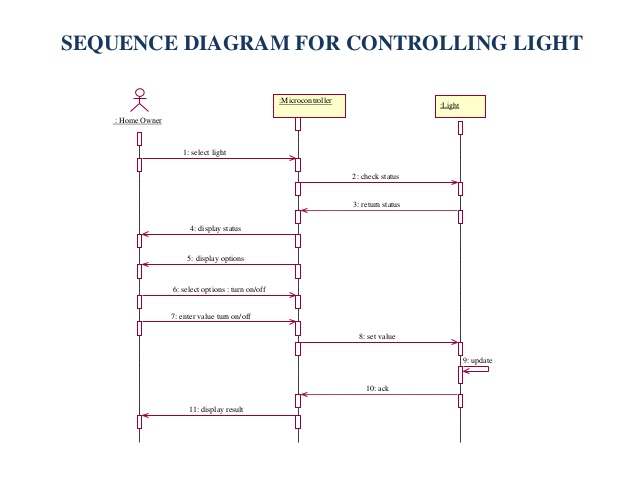 SEQUENCE DIAGRAM FOR CONTROLLING LIGHT
: Home Owner
:Microcontroller
:Light
1: select light
2: check status
3: return status
4: display status
5: display options
6: select options : turn on/off
7: enter value turn on/off
8: set value
9: update
10: ack
11: display result